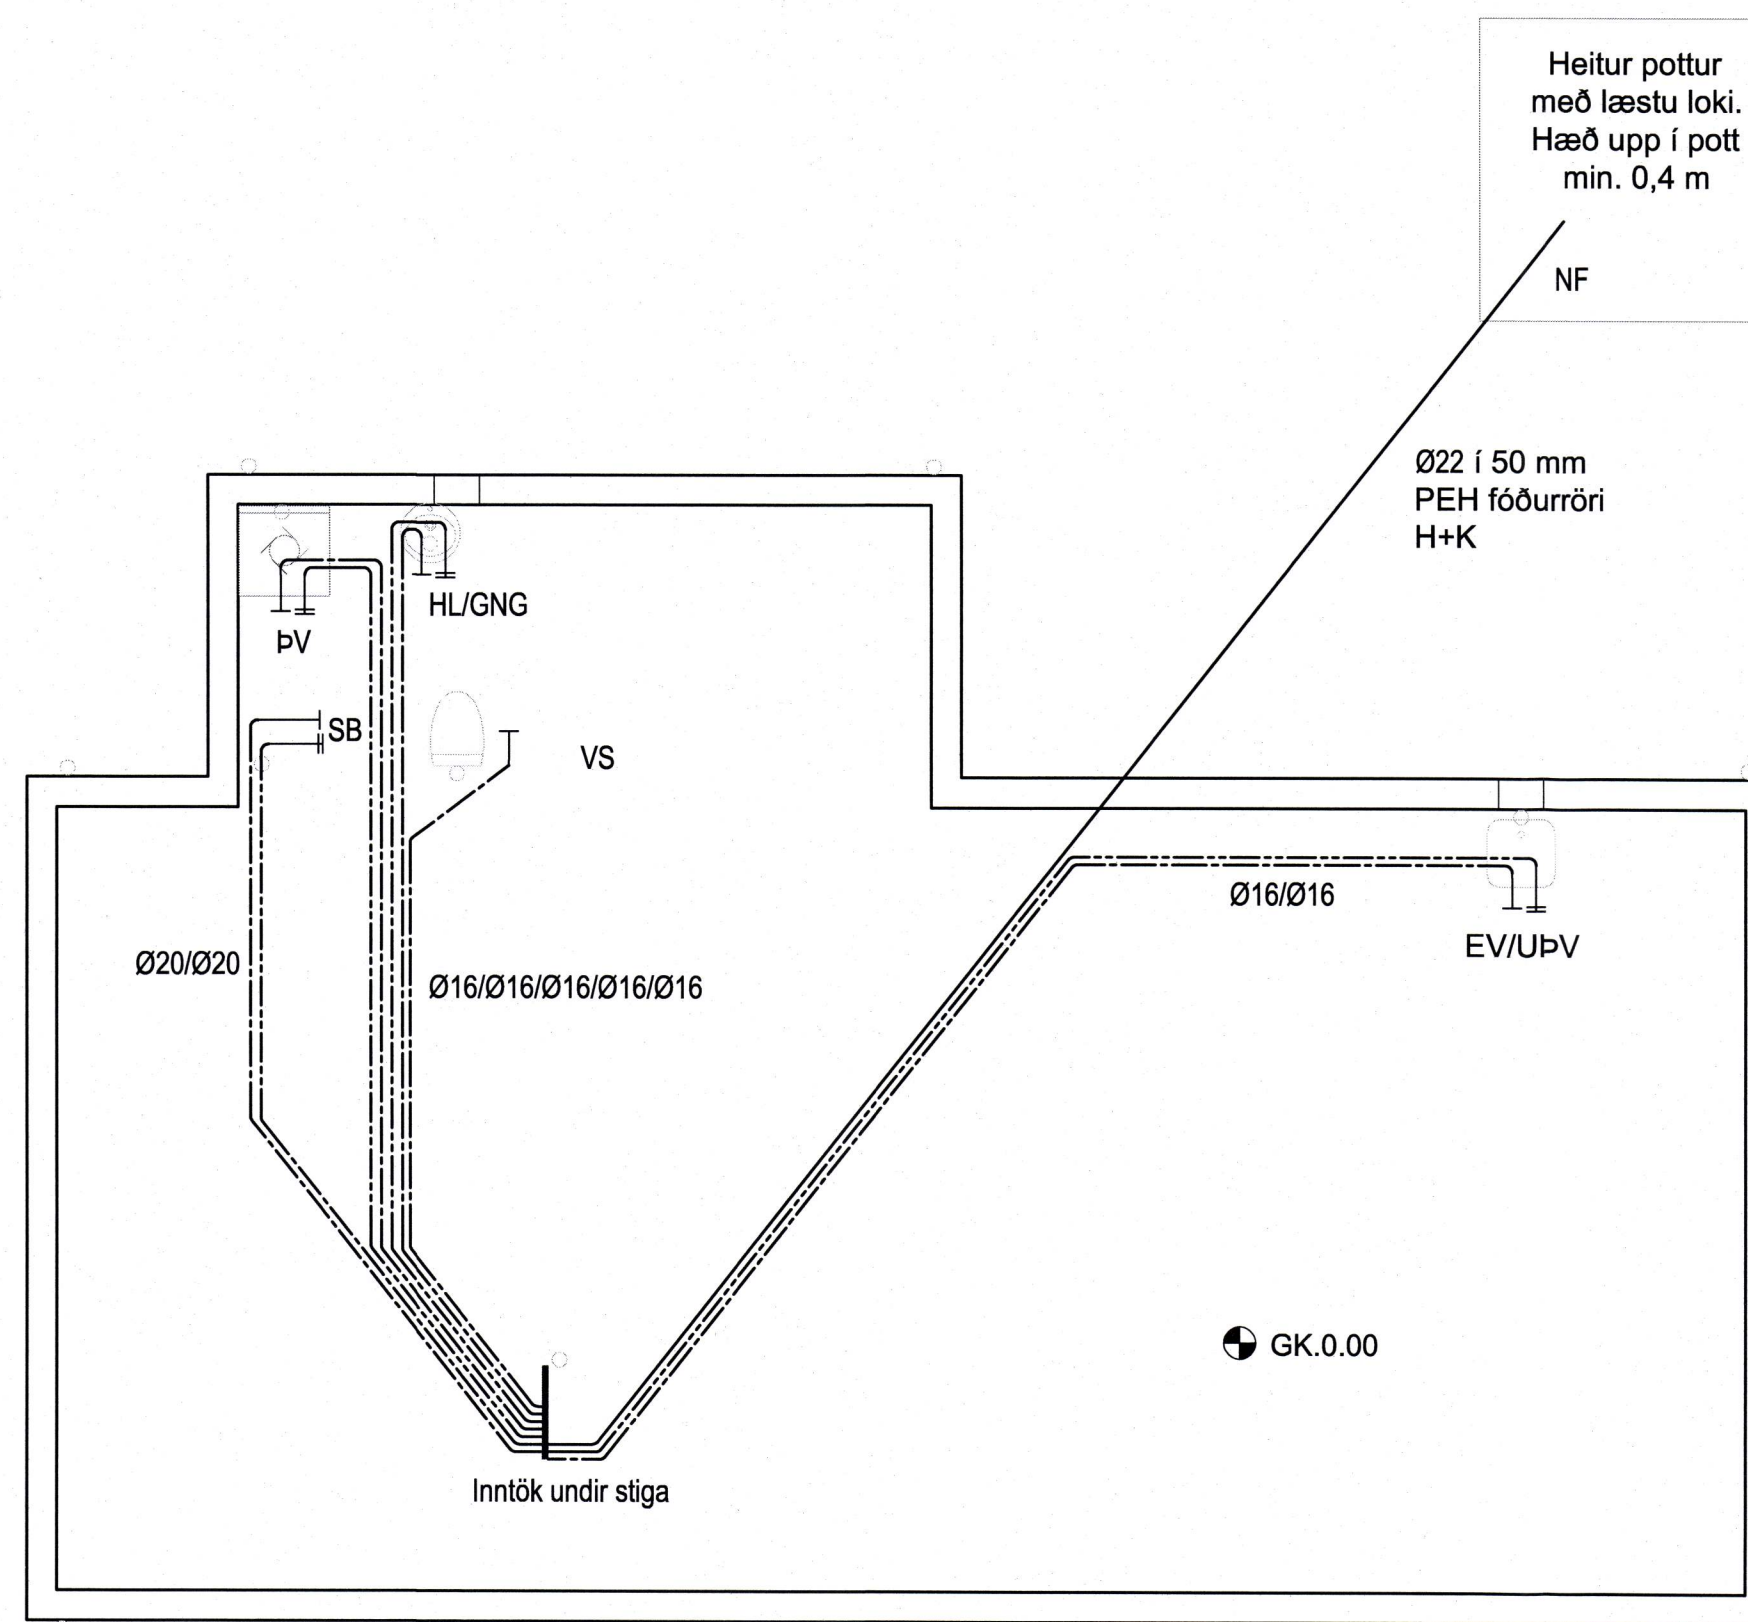 Heitur pottur
með læstu loki.
Hæð upp í pott
min. 0,4 m
NF
Ø22 í 50 mm
PEH fóðurröri
H+K
HL/GNG
ÞV
SB
VS
Ø16/Ø16
EV/UÞV
Ø20/Ø20
Ø16/Ø16/Ø16/Ø16/Ø16
GK.0.00
Inntök undir stiga